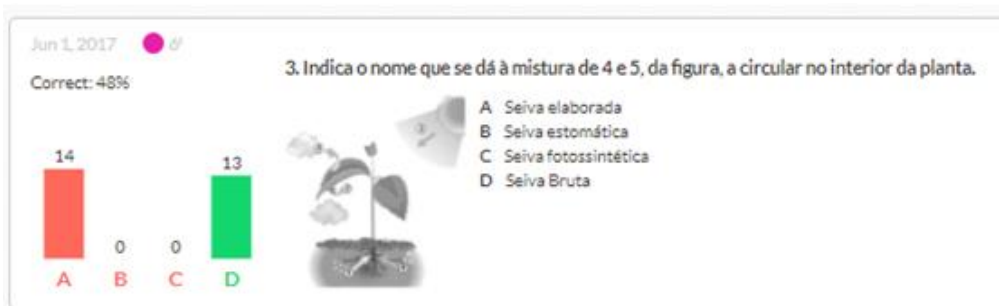 Jun 1, 2017
Correct: 48%
3. Indica o nome que se dá à mistura de 4 e 5, da figura, a circular no interior da planta.
A Seiva elaborada
B Seiva estomática
C Seiva fotossintética
D Seiva Bruta
14
0
0
13
A
B
C
D